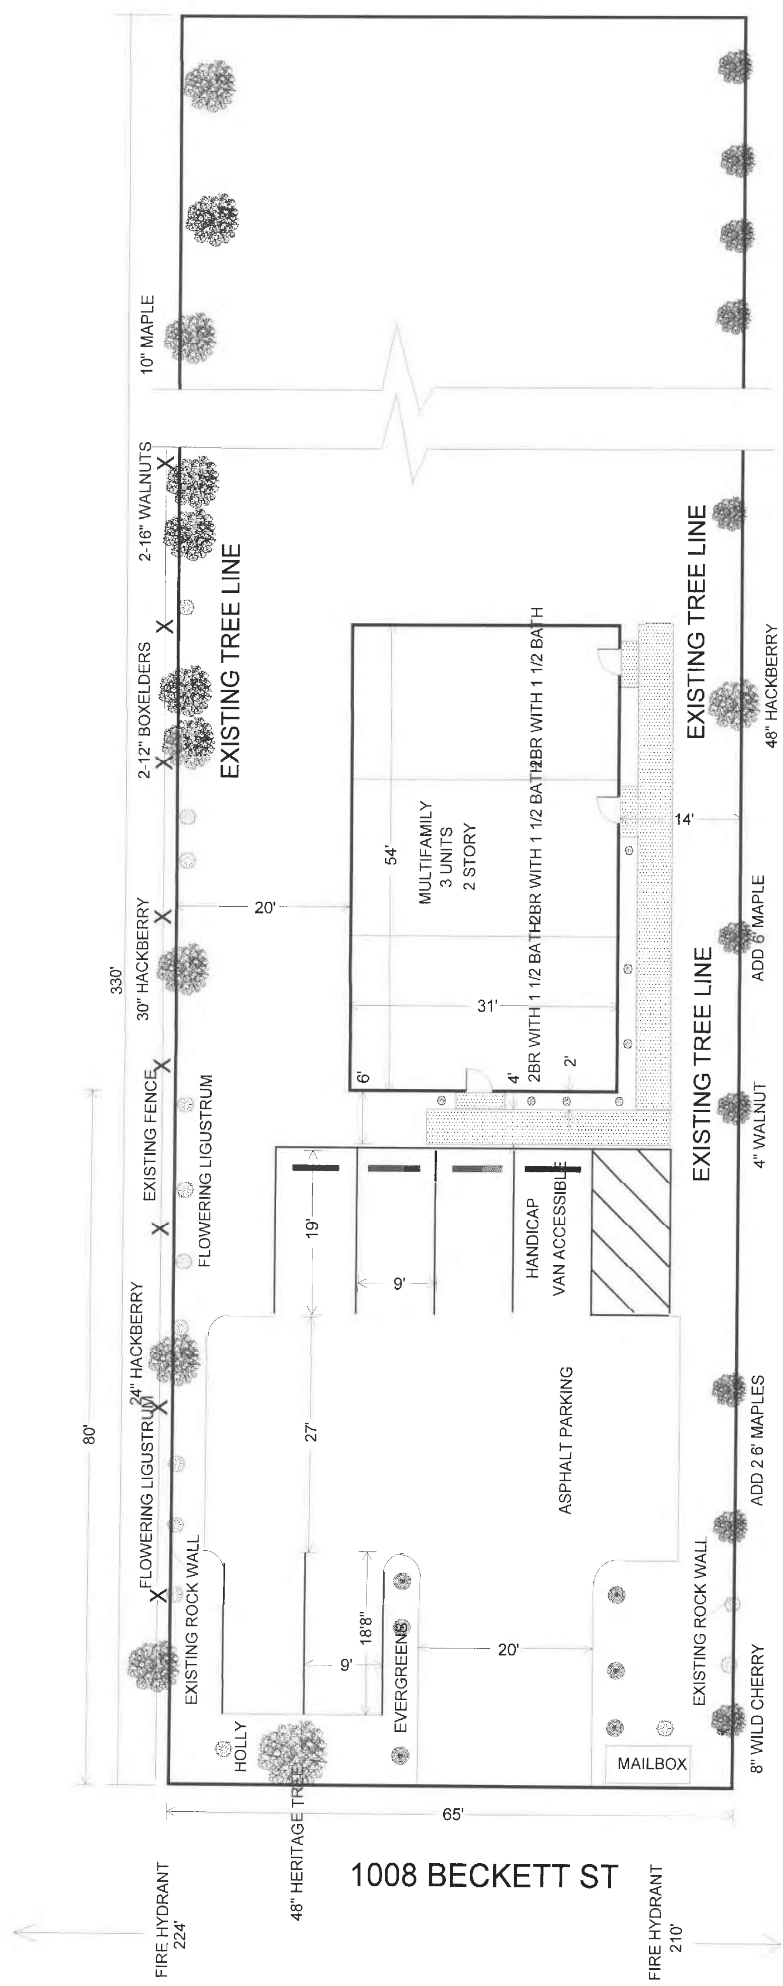 10" MAPLE
2-16" WALNUTS
EXISTING TREE LINE
2-12" BOXELDERS
EXISTING TREE LINE
48" HACKBERRY
MULTIFAMILY
3 UNITS
2 STORY
54'
2BR WITH 1 1/2 BATH
2BR WITH 1 1/2 BATH
2BR WITH 1 1/2 BATH
14'
20'
30" HACKBERRY
330'
ADD 6' MAPLE
EXISTING TREE LINE
31'
6'
4'
2'
EXISTING FENCE
FLOWERING LIGUSTRUM
4" WALNUT
19'
9'
HANDICAP
VAN ACCESSIBLE
24" HACKBERRY
80'
27'
ASPHALT PARKING
ADD 2 6' MAPLES
FLOWERING LIGUSTRUM
EXISTING ROCK WALL
18'8"
9'
EVERGREENS
20'
EXISTING ROCK WALL
HOLLY
MAILBOX
8" WILD CHERRY
48" HERITAGE TREE
65'
1008 BECKETT ST
FIRE HYDRANT
224'
FIRE HYDRANT
210'